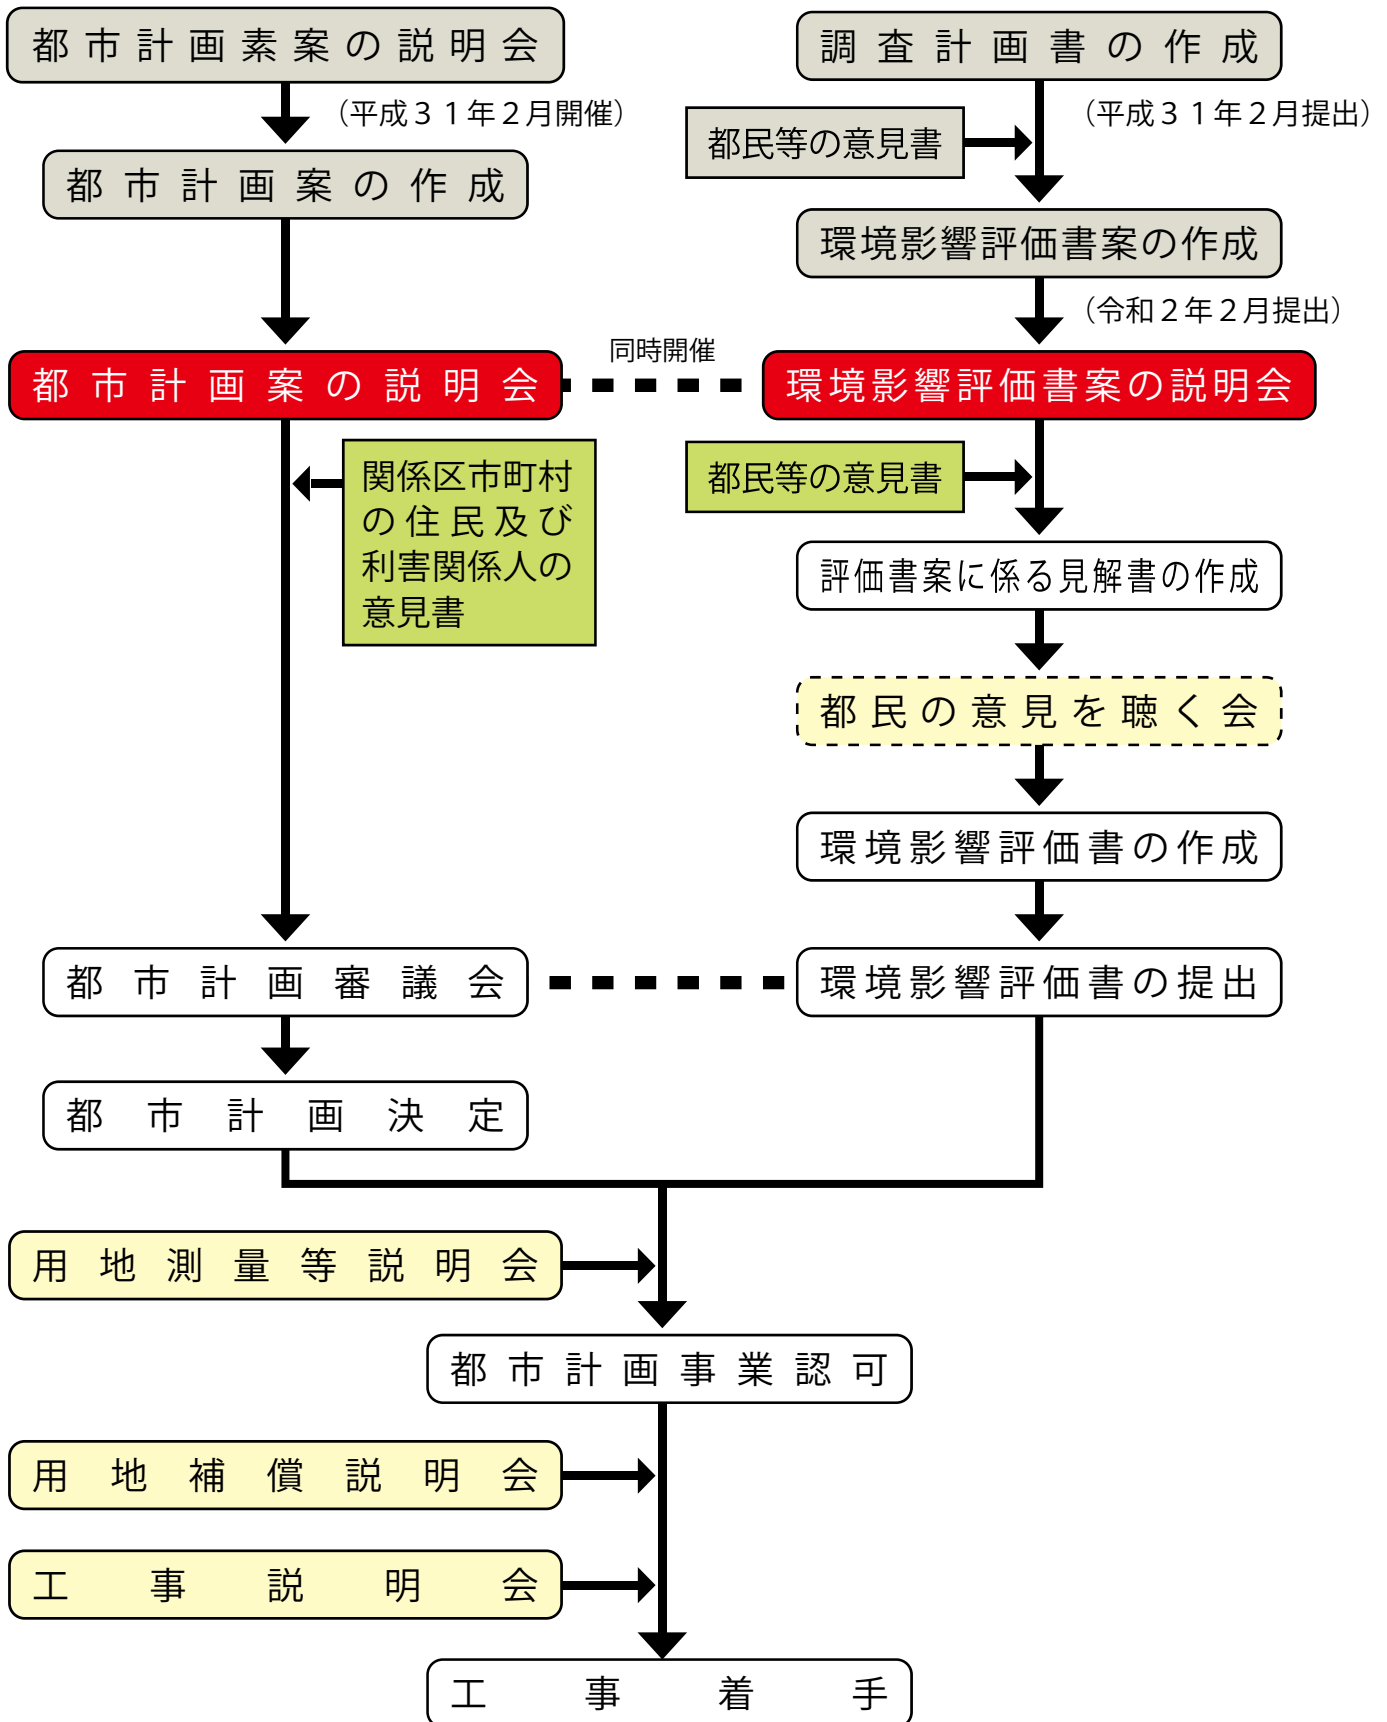 都市計画素案の説明会
（平成３１年２月開催）
都市計画案の作成
調査計画書の作成
（平成３１年２月提出）
都民等の意見書
環境影響評価書案の作成
（令和２年２月提出）
都市計画案の説明会
同時開催
環境影響評価書案の説明会
関係区市町村
の住民及び
利害関係人の
意見書
都民等の意見書
評価書案に係る見解書の作成
都民の意見を聴く会
環境影響評価書の作成
都市計画審議会
環境影響評価書の提出
都市計画決定
用地測量等説明会
都市計画事業認可
用地補償説明会
工事説明会
工事着手